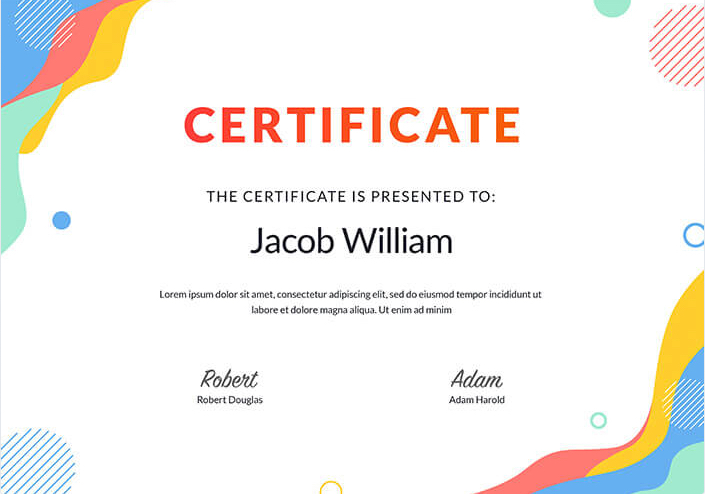 CERTIFICATE
THE CERTIFICATE IS PRESENTED TO:
Jacob William
Lorem ipsum dolor sit amet, consectetur adipiscing elit, sed do eiusmod tempor incididunt ut
labore et dolore magna aliqua. Ut enim ad minim
Robert Adam
Robert Douglas Adam Harold